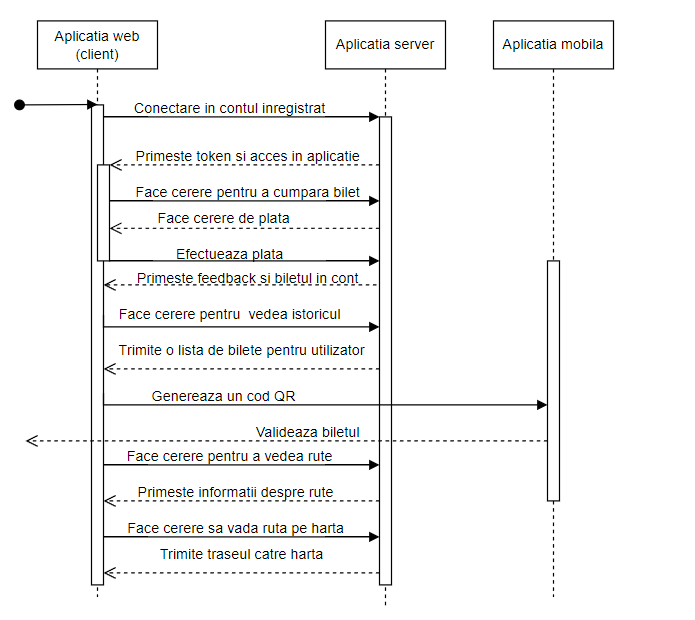 Aplicatia web
(client)
Aplicatia server
Aplicatia mobila
Conectare in contul inregistrat
Primeste token si acces in aplicatie
Face cerere pentru a cumpara bilet
Face cerere de plata
Efectueaza plata
Primeste feedback si biletul in cont
Face cerere pentru  vedea istoricul
Trimite o lista de bilete pentru utilizator
Genereaza un cod QR
Valideaza biletul
Face cerere pentru a vedea rute
Primeste informatii despre rute
Face cerere sa vada ruta pe harta
Trimite traseul catre harta